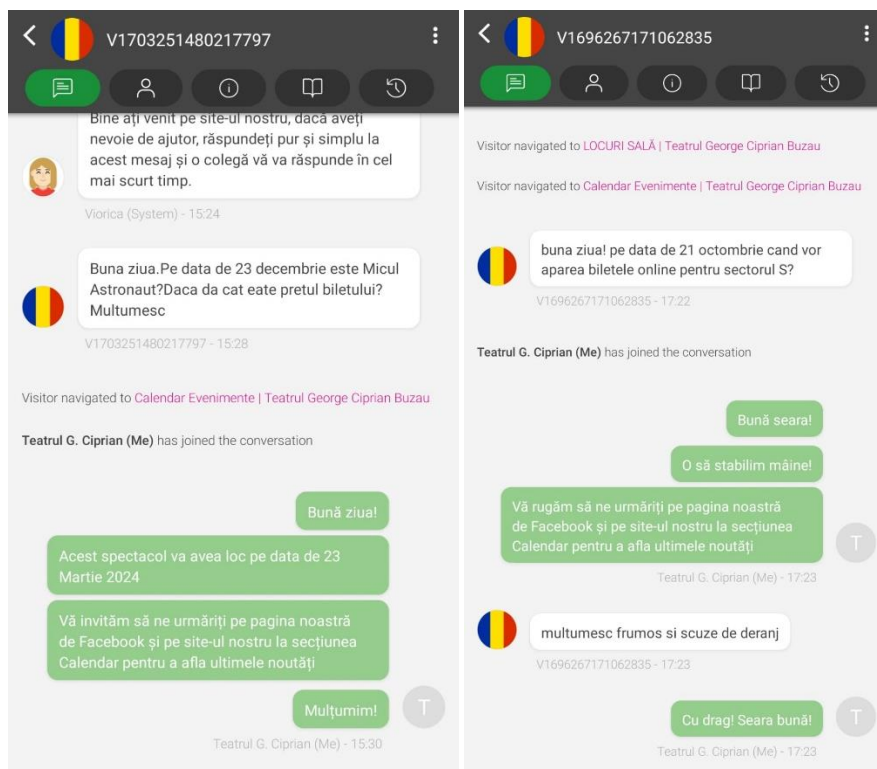 V1703251480217797
Bine ați venit pe site-ul nostru, dacă aveți
nevoie de ajutor, răspundeți pur și simplu la
acest mesaj și o colegă vă va răspunde în cel
mai scurt timp.
Viorica (System) - 15:24
Buna ziua.Pe data de 23 decembrie este Micul
Astronaut?Daca da cat eate pretul biletului?
Multumesc
V1703251480217797 - 15:28
Visitor navigated to Calendar Evenimente | Teatrul George Ciprian Buzau
Teatrul G. Ciprian (Me) has joined the conversation
Bună ziua!
Acest spectacol va avea loc pe data de 23
Martie 2024
Vă invităm să ne urmăriți pe pagina noastră
de Facebook și pe site-ul nostru la secțiunea
Calendar pentru a afla ultimele noutăți
Mulțumim!
T
Teatrul G. Ciprian (Me) - 15:30
V1696267171062835
Visitor navigated to LOCURI SALĂ | Teatrul George Ciprian Buzau
Visitor navigated to Calendar Evenimente | Teatrul George Ciprian Buzau
buna ziua! pe data de 21 octombrie cand vor
aparea biletele online pentru sectorul S?
V1696267171062835 - 17:22
Teatrul G. Ciprian (Me) has joined the conversation
Bună seara!
O să stabilim mâine!
Vă rugăm să ne urmăriți pe pagina noastră
de Facebook și pe site-ul nostru la secțiunea
Calendar pentru a afla ultimele noutăți
T
Teatrul G. Ciprian (Me) - 17:23
multumesc frumos si scuze de deranj
V1696267171062835 - 17:23
Cu drag! Seara bună!
T
Teatrul G. Ciprian (Me) - 17:23